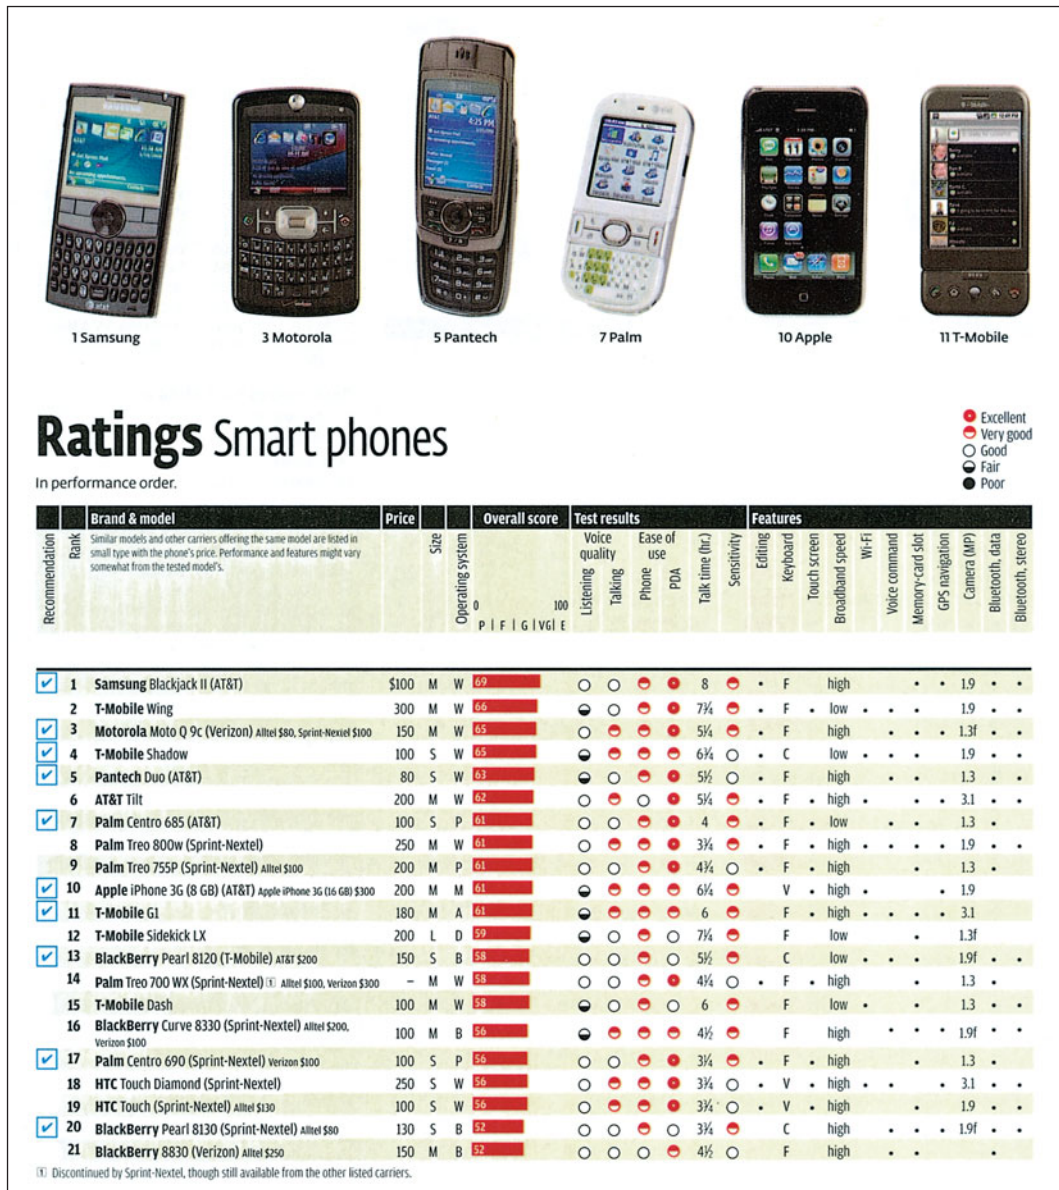 1 Samsung
3 Motorola
5 Pantech
7 Palm
10 Apple
11 T-Mobile
Ratings Smart phones
In performance order.
Excellent
Very good
Good
Fair
Poor
Recommendation
Rank
Brand & model
Similar models and other carriers offering the same model are listed in
small type with the phone's price. Performance and features might vary
somewhat from the tested model's.
Price
Size
Operating system
Overall score
0 100
P | F | G | VG | E
Test results
Voice quality
Listening
Talking
Ease of use
Phone
PDA
Talk time (hr.)
Sensitivity
Features
Editing
Keyboard
Touch screen
Broadband speed
Wi-Fi
Voice command
Memory-card slot
GPS navigation
Camera (MP)
Bluetooth, data
Bluetooth, stereo
1 Samsung Blackjack II (AT&T) $100 M W 69 8 F high 1.9
2 T-Mobile Wing 300 M W 66 7¾ F low 1.9
3 Motorola Moto Q 9c (Verizon) Alltel $80, Sprint-Nextel $100 150 M W 65 5¼ F high 1.3f
4 T-Mobile Shadow 100 S W 65 6¾ C low 1.9
5 Pantech Duo (AT&T) 80 S W 63 5½ F high 1.3
6 AT&T Tilt 200 M W 62 5¼ F high 3.1
7 Palm Centro 685 (AT&T) 100 S P 61 4 F low 1.3
8 Palm Treo 800w (Sprint-Nextel) 250 M W 61 3¾ F high 1.9
9 Palm Treo 755P (Sprint-Nextel) Alltel $100 200 M P 61 4¾ F high 1.3
10 Apple iPhone 3G (8 GB) (AT&T) Apple iPhone 3G (16 GB) $300 200 M M 61 6¼ V high 1.9
11 T-Mobile G1 180 M A 61 6 F high 3.1
12 T-Mobile Sidekick LX 200 L D 59 7¼ F low 1.3f
13 BlackBerry Pearl 8120 (T-Mobile) AT&T $200 150 S B 58 5½ C low 1.9f
14 Palm Treo 700 WX (Sprint-Nextel) 1 Alltel $100, Verizon $300 – M W 58 4¼ F high 1.3
15 T-Mobile Dash 100 M W 58 6 F low 1.3
16 BlackBerry Curve 8330 (Sprint-Nextel) Alltel $200,
Verizon $100 100 M B 56 4½ F high 1.9f
17 Palm Centro 690 (Sprint-Nextel) Verizon $100 100 S P 56 3¼ F high 1.3
18 HTC Touch Diamond (Sprint-Nextel) 250 S W 56 3¾ V high 3.1
19 HTC Touch (Sprint-Nextel) Alltel $130 100 S W 56 3¾ V high 1.9
20 BlackBerry Pearl 8130 (Sprint-Nextel) Alltel $80 130 S B 52 3¾ C high 1.9f
21 BlackBerry 8830 (Verizon) Alltel $250 150 M B 52 4½ F high
1 Discontinued by Sprint-Nextel, though still available from the other listed carriers.